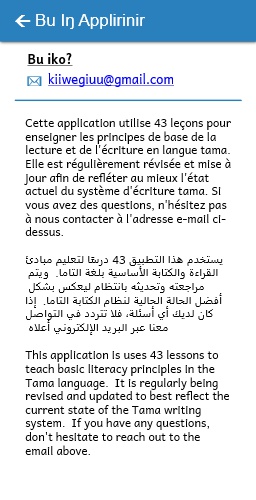 Bu Iŋ Applirinir
Bu iko?
kiiwegiuu@gmail.com
Cette application utilise 43 leçons pour
enseigner les principes de base de la
lecture et de l'écriture en langue tama.
Elle est régulièrement révisée et mise à
jour afin de refléter au mieux l'état
actuel du système d'écriture tama. Si
vous avez des questions, n'hésitez pas
à nous contacter à l'adresse e-mail ci-
dessus.
يستخدم هذا التطبيق 43 درسًا لتعليم مبادئ
القراءة والكتابة الأساسية بلغة التاما.  ويتم
مراجعته وتحديثه بانتظام ليعكس بشكل
أفضل الحالة الحالية لنظام الكتابة التاما.  إذا
كان لديك أي أسئلة، فلا تتردد في التواصل
معنا عبر البريد الإلكتروني أعلاه
This application is uses 43 lessons to
teach basic literacy principles in the
Tama language.  It is regularly being
revised and updated to best reflect the
current state of the Tama writing
system.  If you have any questions,
don't hesitate to reach out to the
email above.